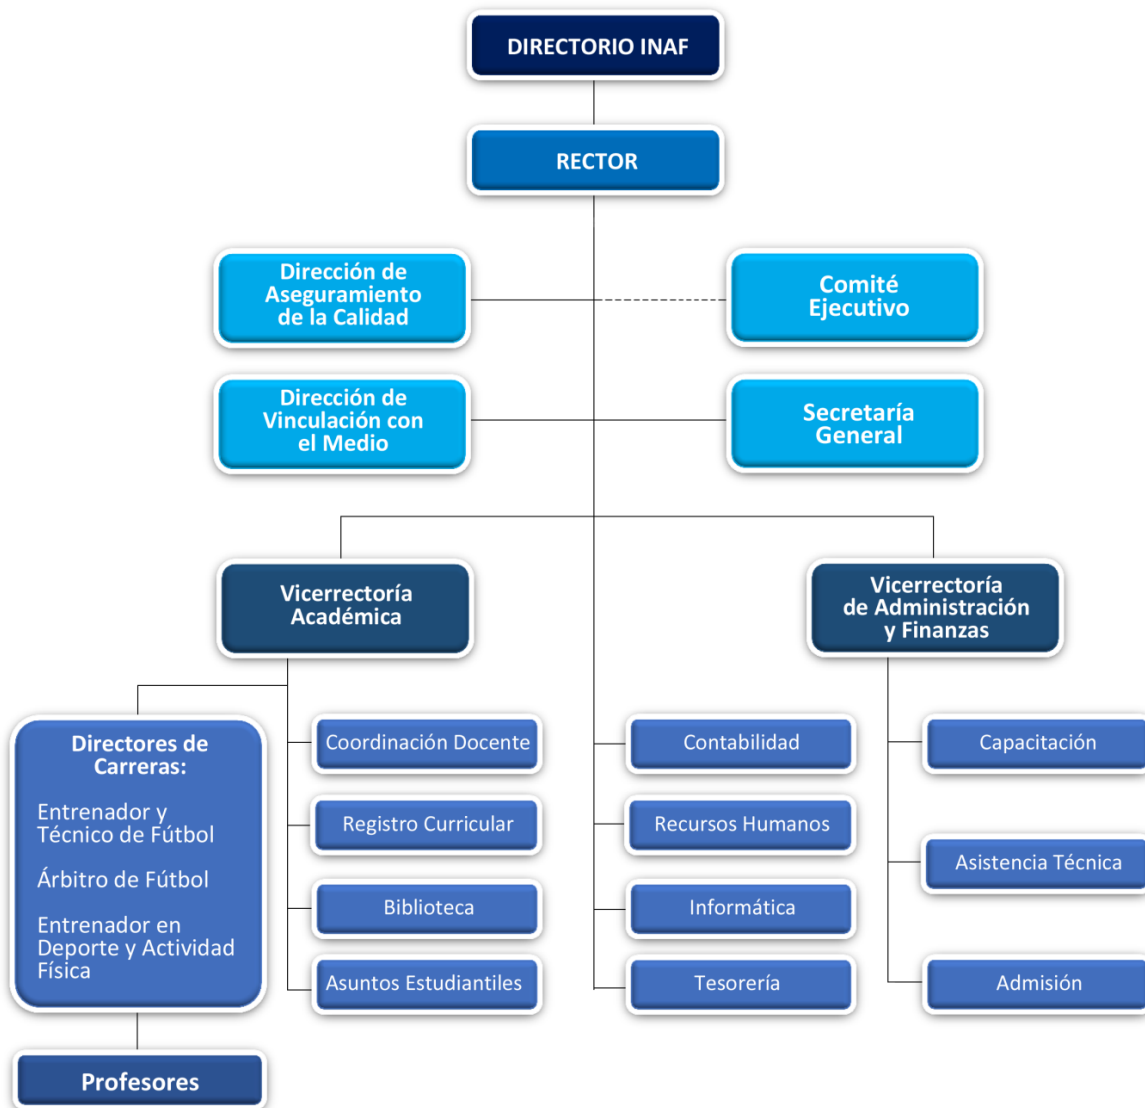 DIRECTORIO INAF
RECTOR
Dirección de
Aseguramiento
de la Calidad
Comité
Ejecutivo
Dirección de
Vinculación con
el Medio
Secretaría
General
Vicerrectoría
Académica
Vicerrectoría
de Administración
y Finanzas
Directores de
Carreras:
Entrenador y
Técnico de Fútbol
Árbitro de Fútbol
Entrenador en
Deporte y Actividad
Física
Profesores
Coordinación Docente
Registro Curricular
Biblioteca
Asuntos Estudiantiles
Contabilidad
Recursos Humanos
Informática
Tesorería
Capacitación
Asistencia Técnica
Admisión